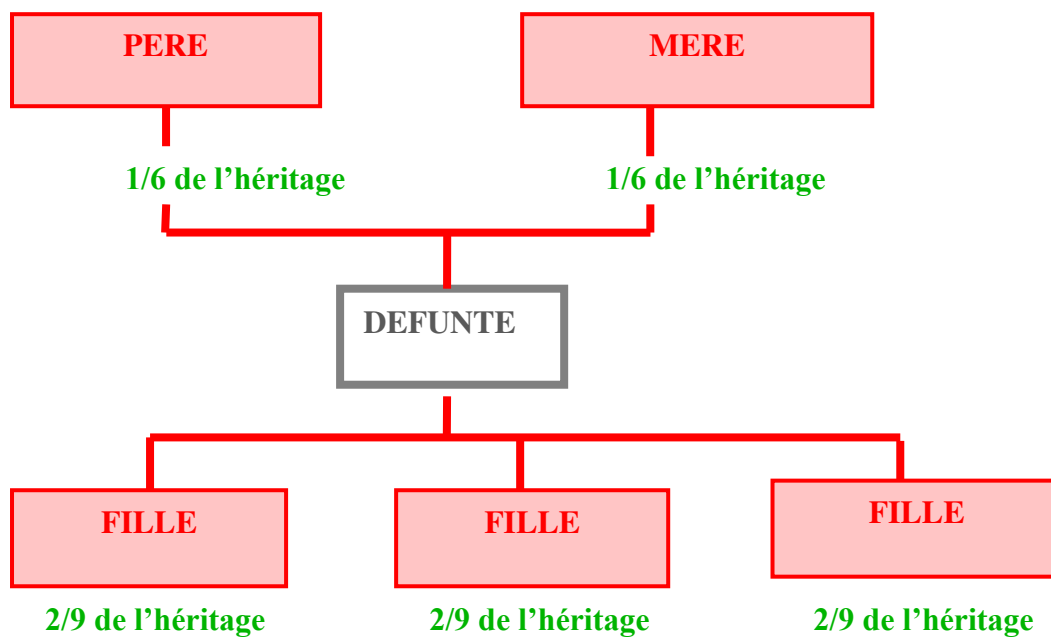 PERE
MERE
1/6 de l’héritage
1/6 de l’héritage
DEFUNTE
FILLE
FILLE
FILLE
2/9 de l’héritage
2/9 de l’héritage
2/9 de l’héritage